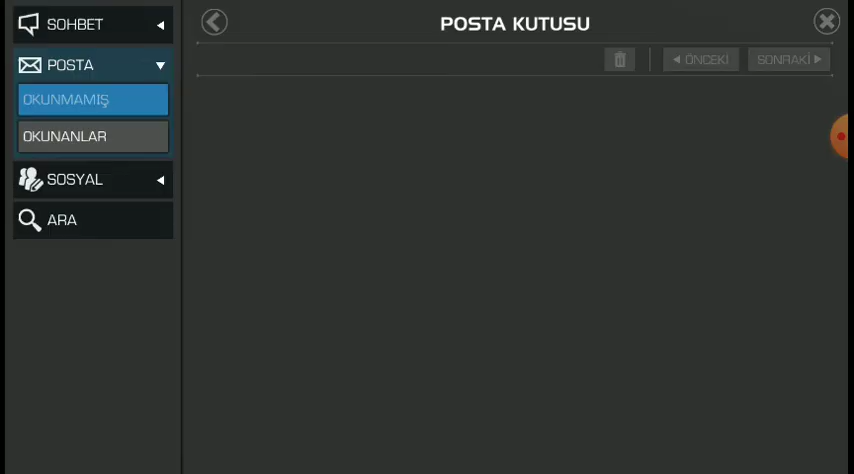 SOHBET
POSTA
OKUNMAMIŞ
OKUNANLAR
SOSYAL
ARA
POSTA KUTUSU
ÖNCEKİ
SONRAKİ